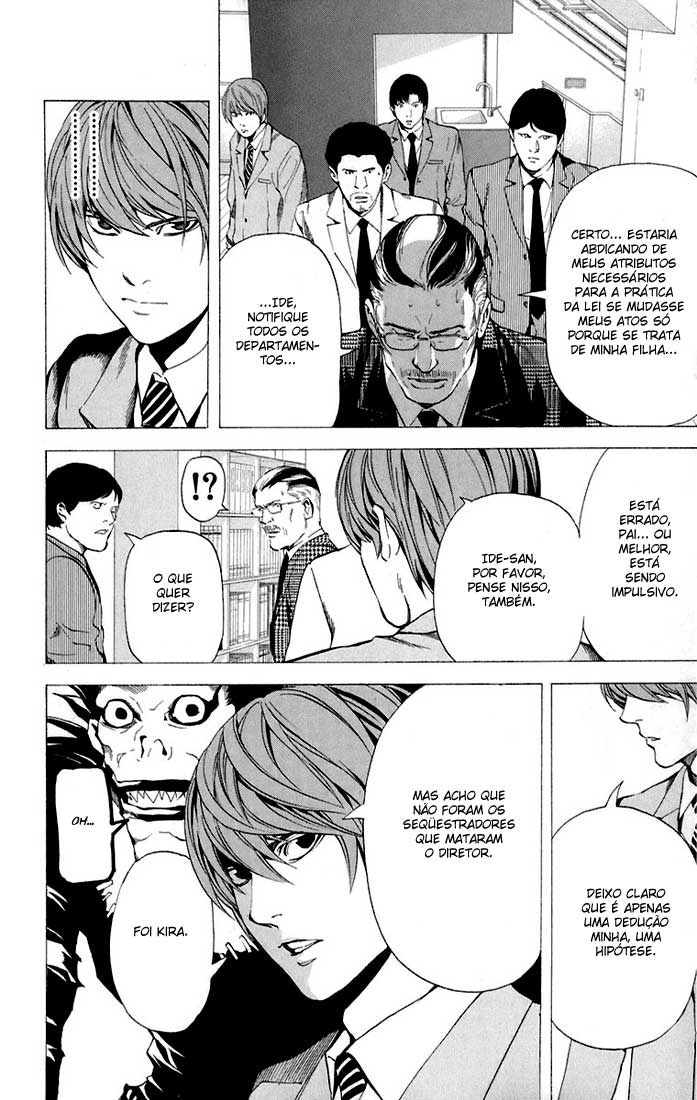 CERTO... ESTARIA
ABDICANDO DE
MEUS ATRIBUTOS
NECESSÁRIOS
PARA A PRÁTICA
DA LEI SE MUDASSE
MEUS ATOS SÓ
PORQUE SE TRATA
DE MINHA FILHA...
...IDE,
NOTIFIQUE
TODOS OS
DEPARTAMEN-
TOS...
ESTÁ
ERRADO,
PAI... OU
MELHOR,
ESTÁ
SENDO
IMPULSIVO.
IDE-SAN,
POR FAVOR,
PENSE NISSO,
TAMBÉM.
!?
O QUE
QUER
DIZER?
DEIXO CLARO
QUE É APENAS
UMA DEDUÇÃO
MINHA, UMA
HIPÓTESE.
MAS ACHO QUE
NÃO FORAM OS
SEQÜESTRADORES
QUE MATARAM
O DIRETOR.
FOI KIRA.
OH...